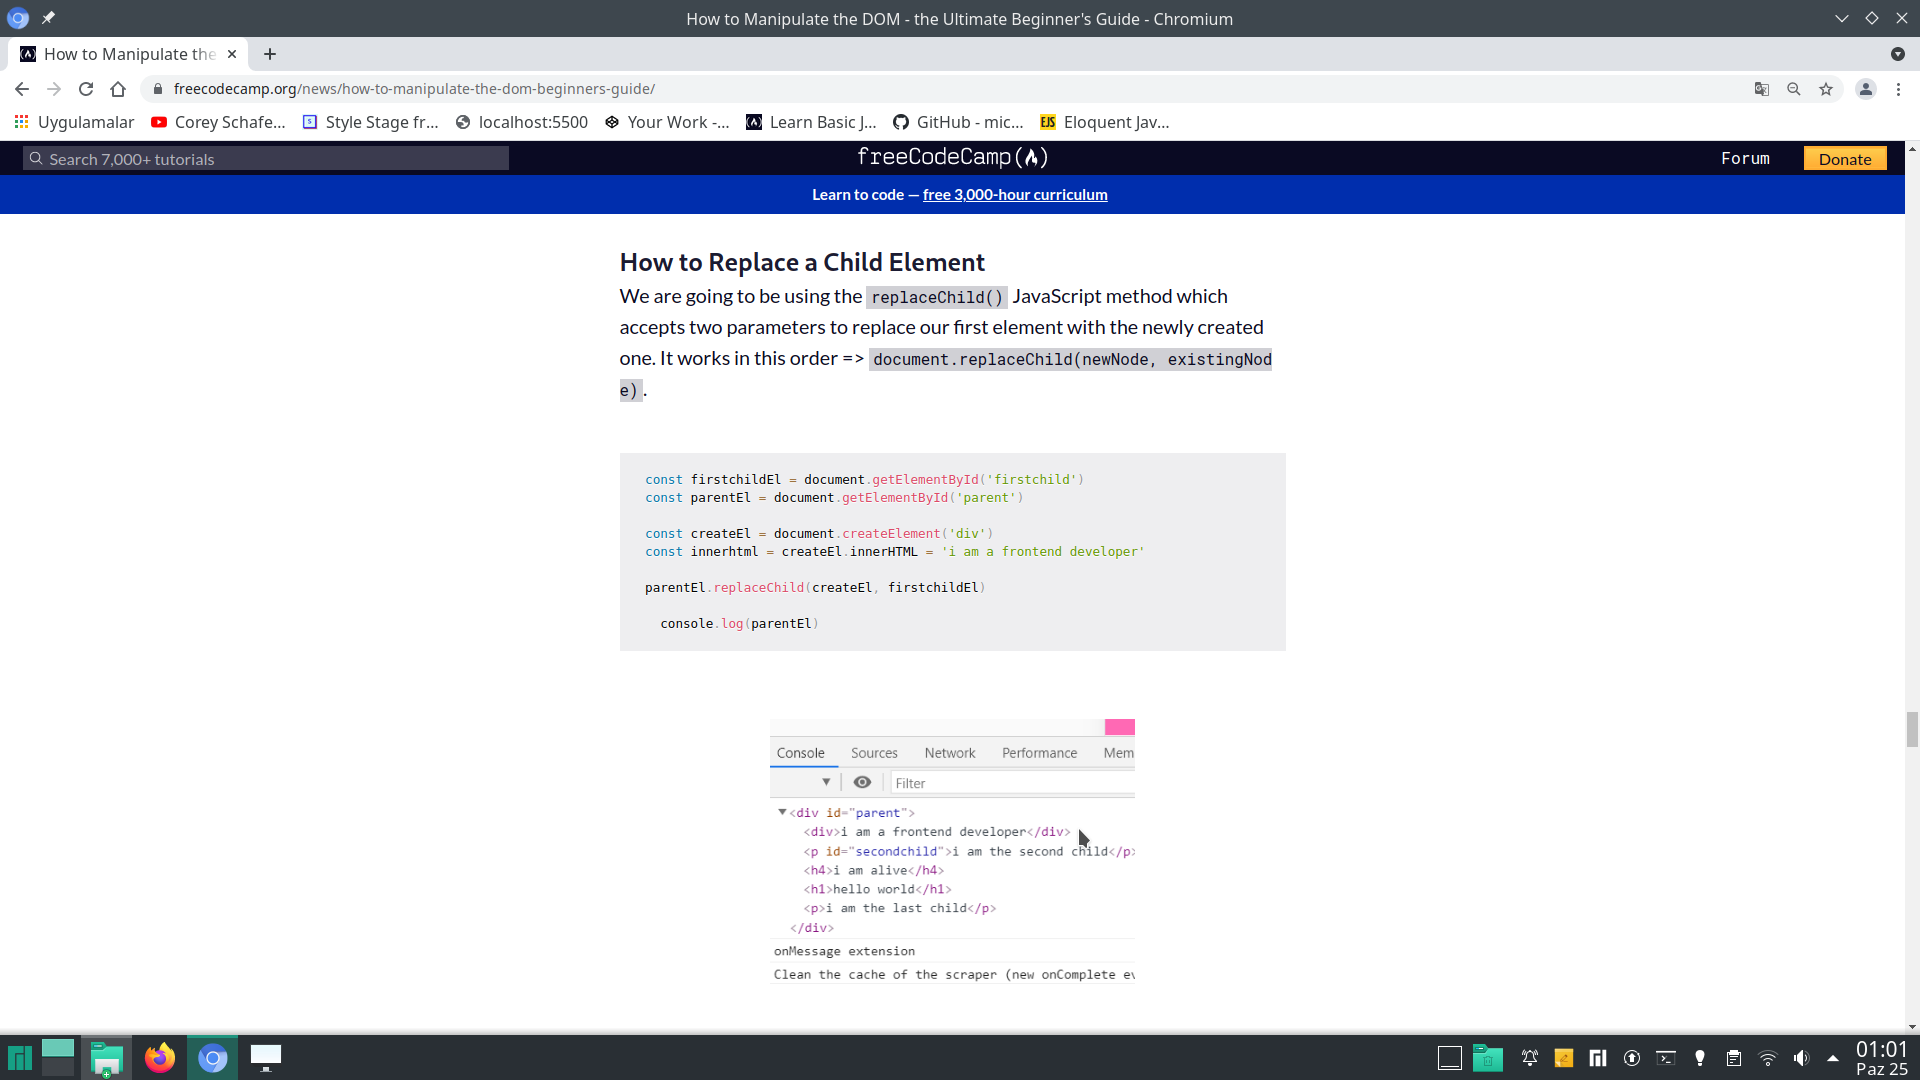 How to Manipulate the DOM - the Ultimate Beginner's Guide - Chromium
How to Manipulate the
freecodecamp.org/news/how-to-manipulate-the-dom-beginners-guide/
Uygulamalar Corey Schafe... Style Stage fr... localhost:5500 Your Work -... Learn Basic J... GitHub - mic... EJS Eloquent Jav...
Search 7,000+ tutorials freeCodeCamp Forum Donate
Learn to code — free 3,000-hour curriculum
How to Replace a Child Element
We are going to be using the replaceChild() JavaScript method which
accepts two parameters to replace our first element with the newly created
one. It works in this order => document.replaceChild(newNode, existingNod
e).
const firstchildEl = document.getElementById('firstchild')
const parentEl = document.getElementById('parent')
const createEl = document.createElement('div')
const innerhtml = createEl.innerHTML = 'i am a frontend developer'
parentEl.replaceChild(createEl, firstchildEl)
console.log(parentEl)
Console Sources Network Performance Mem
Filter
<div id="parent">
<div>i am a frontend developer</div>
<p id="secondchild">i am the second child</p>
<h4>i am alive</h4>
<h1>hello world</h1>
<p>i am the last child</p>
</div>
onMessage extension
Clean the cache of the scraper (new onComplete ev
01:01
Paz 25